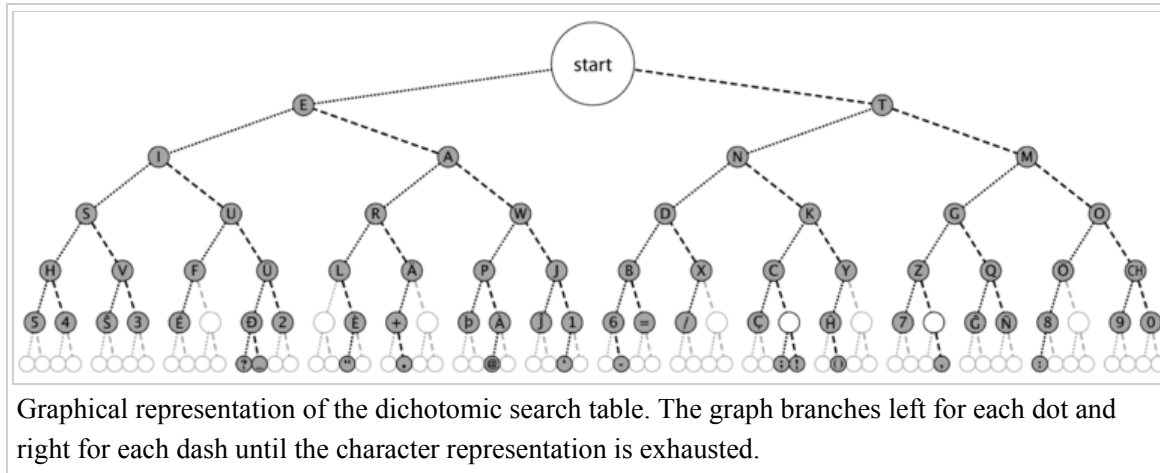 start
E T
I A N M
S U R W D K G O
H V F Ü L Ä P J B X C Y Z Q Ö CH
5 4 Ŝ 3 É Ð 2 È + þ À Ĵ 1 6 = / Ç Ĥ 7 Ĝ Ñ 8 9 0
? _ " . @ ' - ; ! () , :
Graphical representation of the dichotomic search table. The graph branches left for each dot and
right for each dash until the character representation is exhausted.